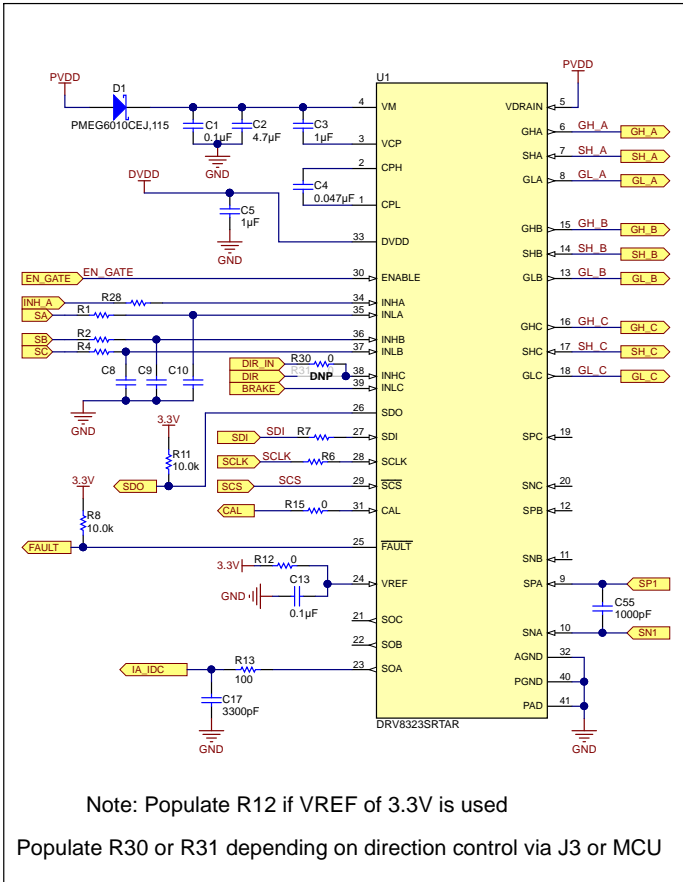 U1
PVDD
D1
PMEG6010CEJ,115
C1
0.1µF
C2
4.7µF
C3
1µF
4 VM
3 VCP
2 CPH
C4
0.047µF
1 CPL
DVDD
C5
1µF
GND
GND
33 DVDD
EN_GATE EN_GATE 30 ENABLE
INH_A R28 34 INHA
SA R1 35 INLA
SB R2 36 INHB
SC R4 37 INLB
C8 C9 C10
GND
DIR_IN R30 0
DIR DNP 38 INHC
BRAKE 39 INLC
26 SDO
3.3V
R11
10.0k
SDO
SDI SDI R7 27 SDI
SCLK SCLK R6 28 SCLK
SCS SCS 29 SCS
CAL R15 0 31 CAL
3.3V
R8
10.0k
FAULT 25 FAULT
3.3V R12 0
24 VREF
GND C13
0.1µF
21 SOC
22 SOB
IA_IDC R13
100
23 SOA
C17
3300pF
GND
PVDD
VDRAIN 5
GHA 6 GH_A GH_A
SHA 7 SH_A SH_A
GLA 8 GL_A GL_A
GHB 15 GH_B GH_B
SHB 14 SH_B SH_B
GLB 13 GL_B GL_B
GHC 16 GH_C GH_C
SHC 17 SH_C SH_C
GLC 18 GL_C GL_C
SPC 19
SNC 20
SPB 12
SNB 11
SPA 9 SP1
C55
1000pF
SNA 10 SN1
AGND 32
PGND 40
PAD 41
GND
DRV8323SRTAR
Note: Populate R12 if VREF of 3.3V is used
Populate R30 or R31 depending on direction control via J3 or MCU